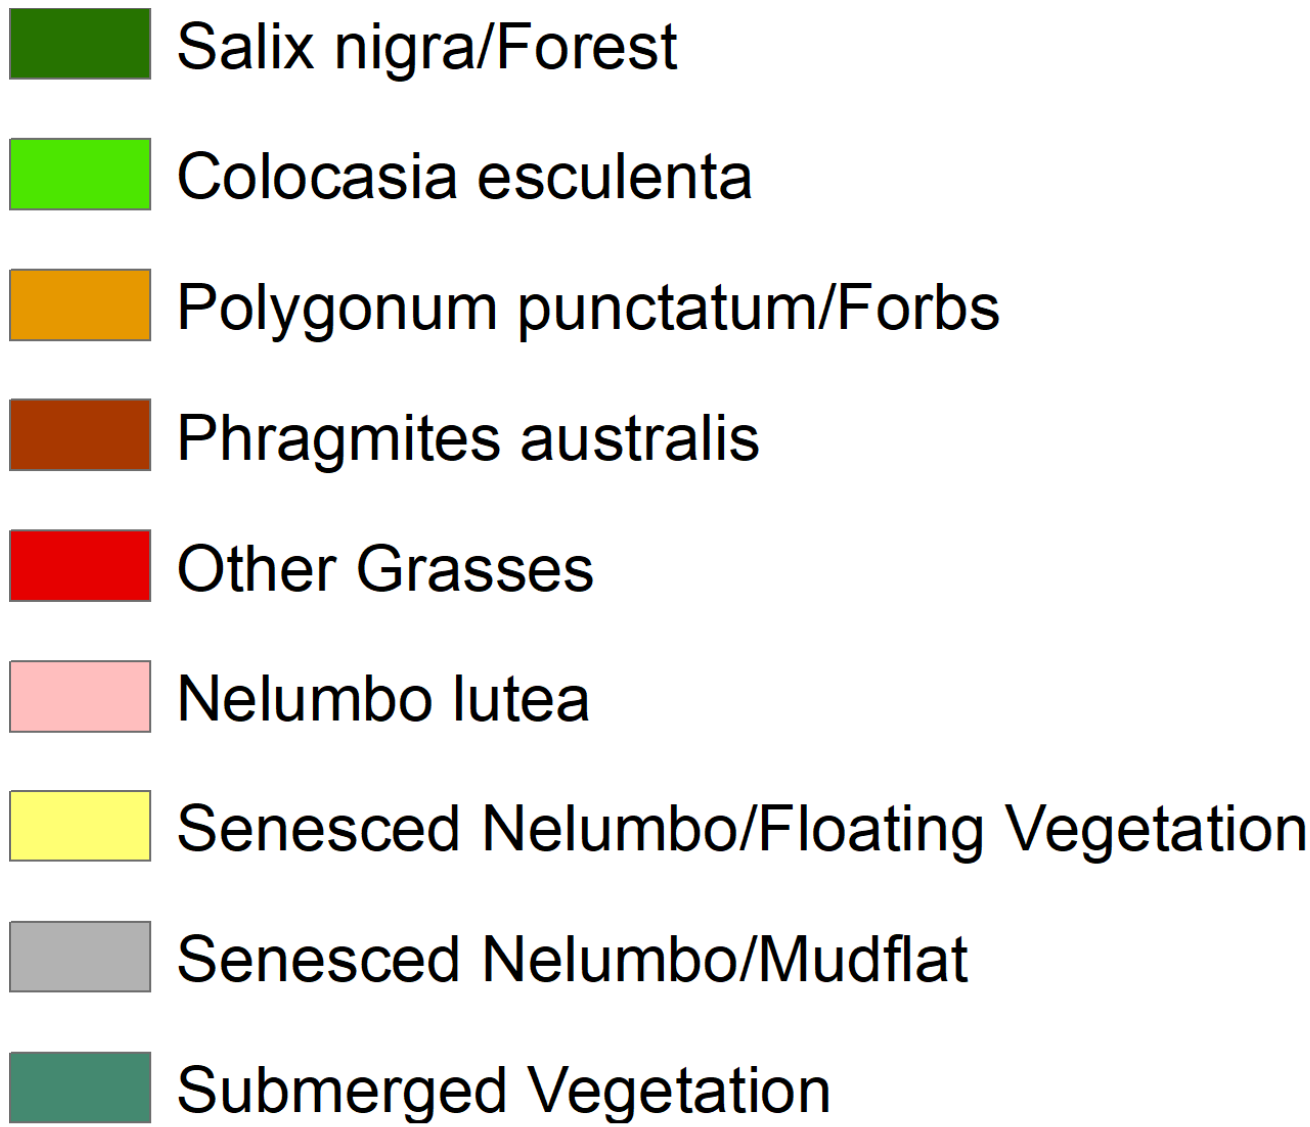 Salix nigra/Forest
Colocasia esculenta
Polygonum punctatum/Forbs
Phragmites australis
Other Grasses
Nelumbo lutea
Senesced Nelumbo/Floating Vegetation
Senesced Nelumbo/Mudflat
Submerged Vegetation